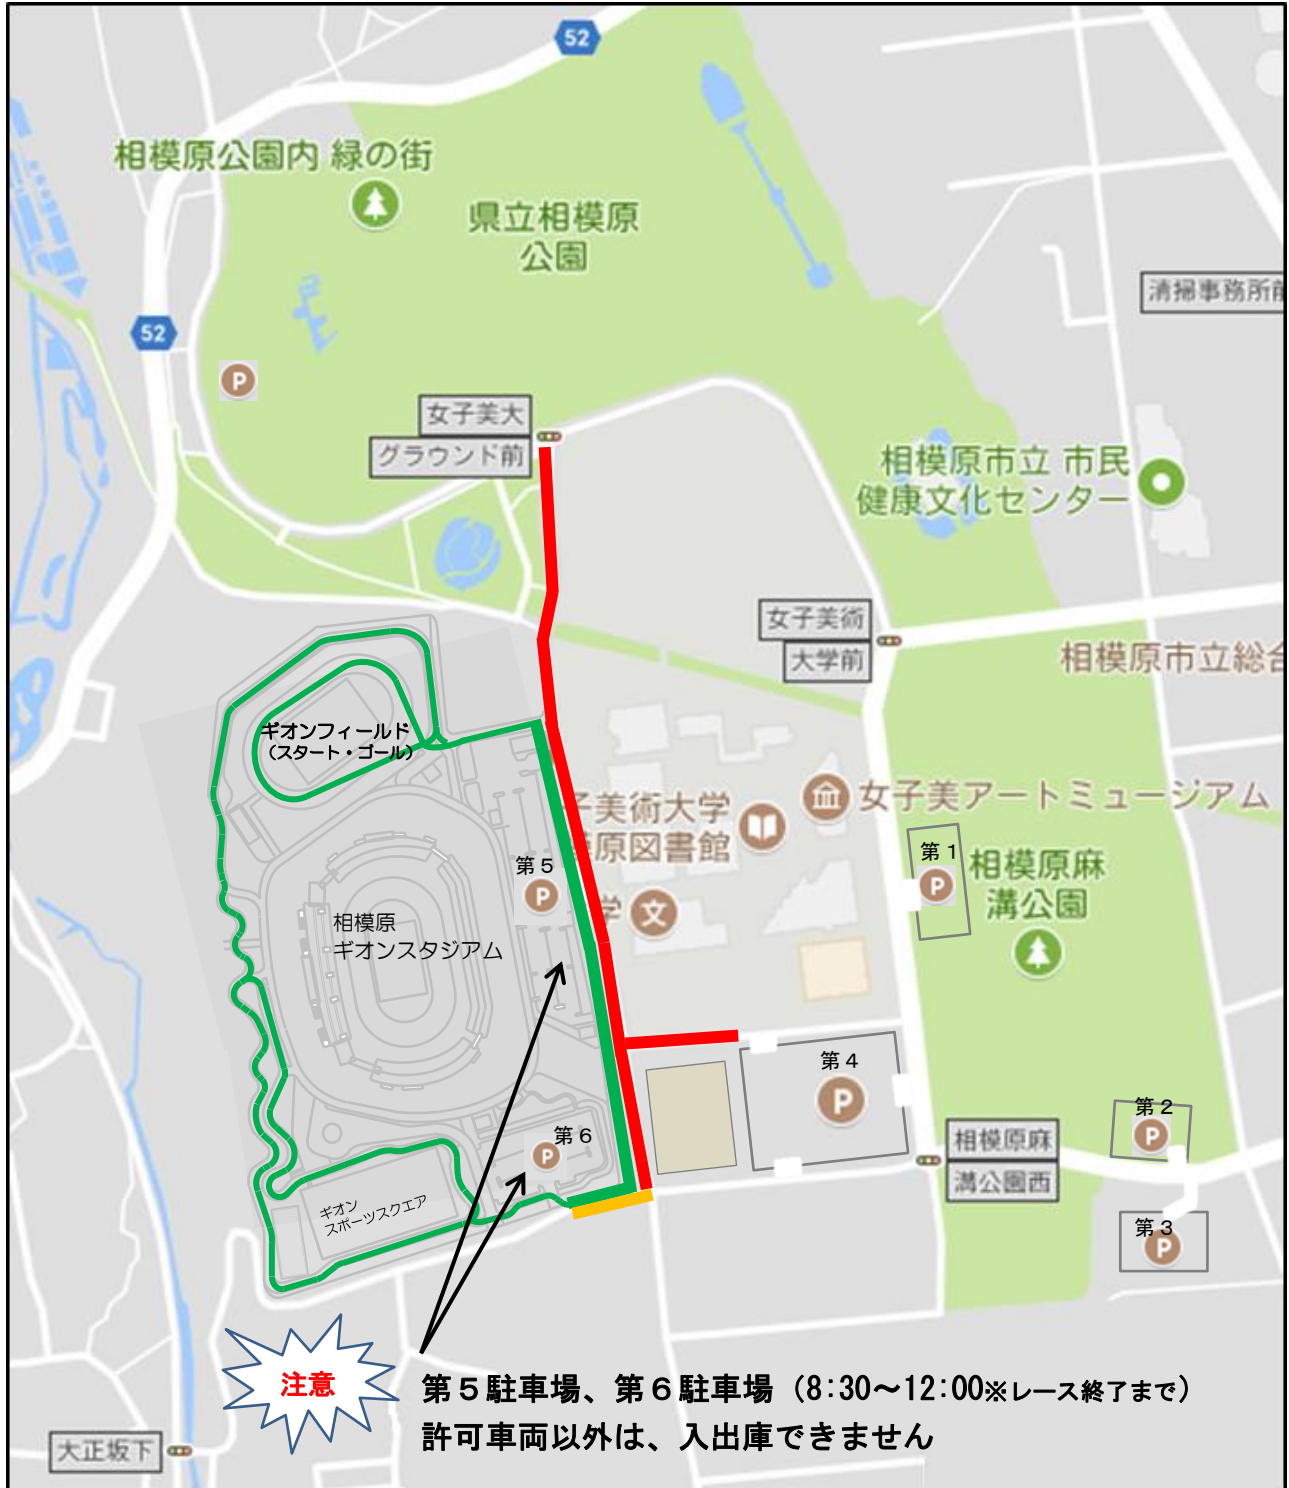 52
相模原公園内 緑の街
県立相模原
公園
清掃事務所前
52
P
女子美大
グラウンド前
相模原市立 市民
健康文化センター
女子美術
大学前
相模原市立総合
ギオンフィールド
（スタート・ゴール）
子美術大学
原図書館
女子美アートミュージアム
第１
P
相模原麻
溝公園
第５
P
学
文
相模原
ギオンスタジアム
第４
P
第２
P
第６
P
相模原麻
溝公園西
ギオン
スポーツスクエア
第３
P
注意
第５駐車場、第６駐車場（8:30～12:00※レース終了まで）
許可車両以外は、入出庫できません
大正坂下